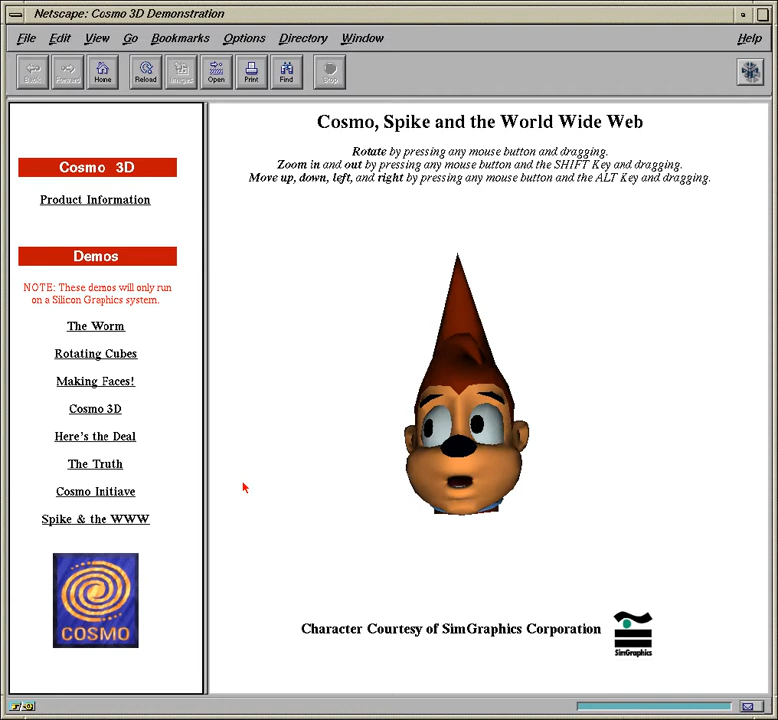 Netscape: Cosmo 3D Demonstration
File Edit View Go Bookmarks Options Directory Window Help
Back Forward Home Reload Images Open Print Find Stop
Cosmo 3D
Product Information
Demos
NOTE: These demos will only run
on a Silicon Graphics system.
The Worm
Rotating Cubes
Making Faces!
Cosmo 3D
Here's the Deal
The Truth
Cosmo Initiave
Spike & the WWW
COSMO
Cosmo, Spike and the World Wide Web
Rotate by pressing any mouse button and dragging.
Zoom in and out by pressing any mouse button and the SHIFT Key and dragging.
Move up, down, left, and right by pressing any mouse button and the ALT Key and dragging.
Character Courtesy of SimGraphics Corporation
SimGraphics